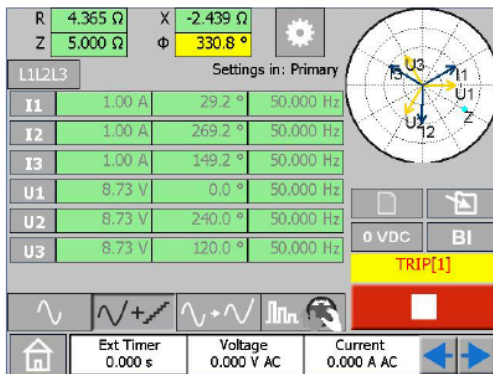 R 4.365 Ω X -2.439 Ω
Z 5.000 Ω Φ 330.8 °
L1L2L3 Settings in: Primary
I1 1.00 A 29.2 ° 50.000 Hz
I2 1.00 A 269.2 ° 50.000 Hz
I3 1.00 A 149.2 ° 50.000 Hz
U1 8.73 V 0.0 ° 50.000 Hz
U2 8.73 V 240.0 ° 50.000 Hz
U3 8.73 V 120.0 ° 50.000 Hz
U3
I3
I1
U1
U2
I2
Z
0 VDC BI
TRIP[1]
Ext Timer Voltage Current
0.000 s 0.000 V AC 0.000 A AC